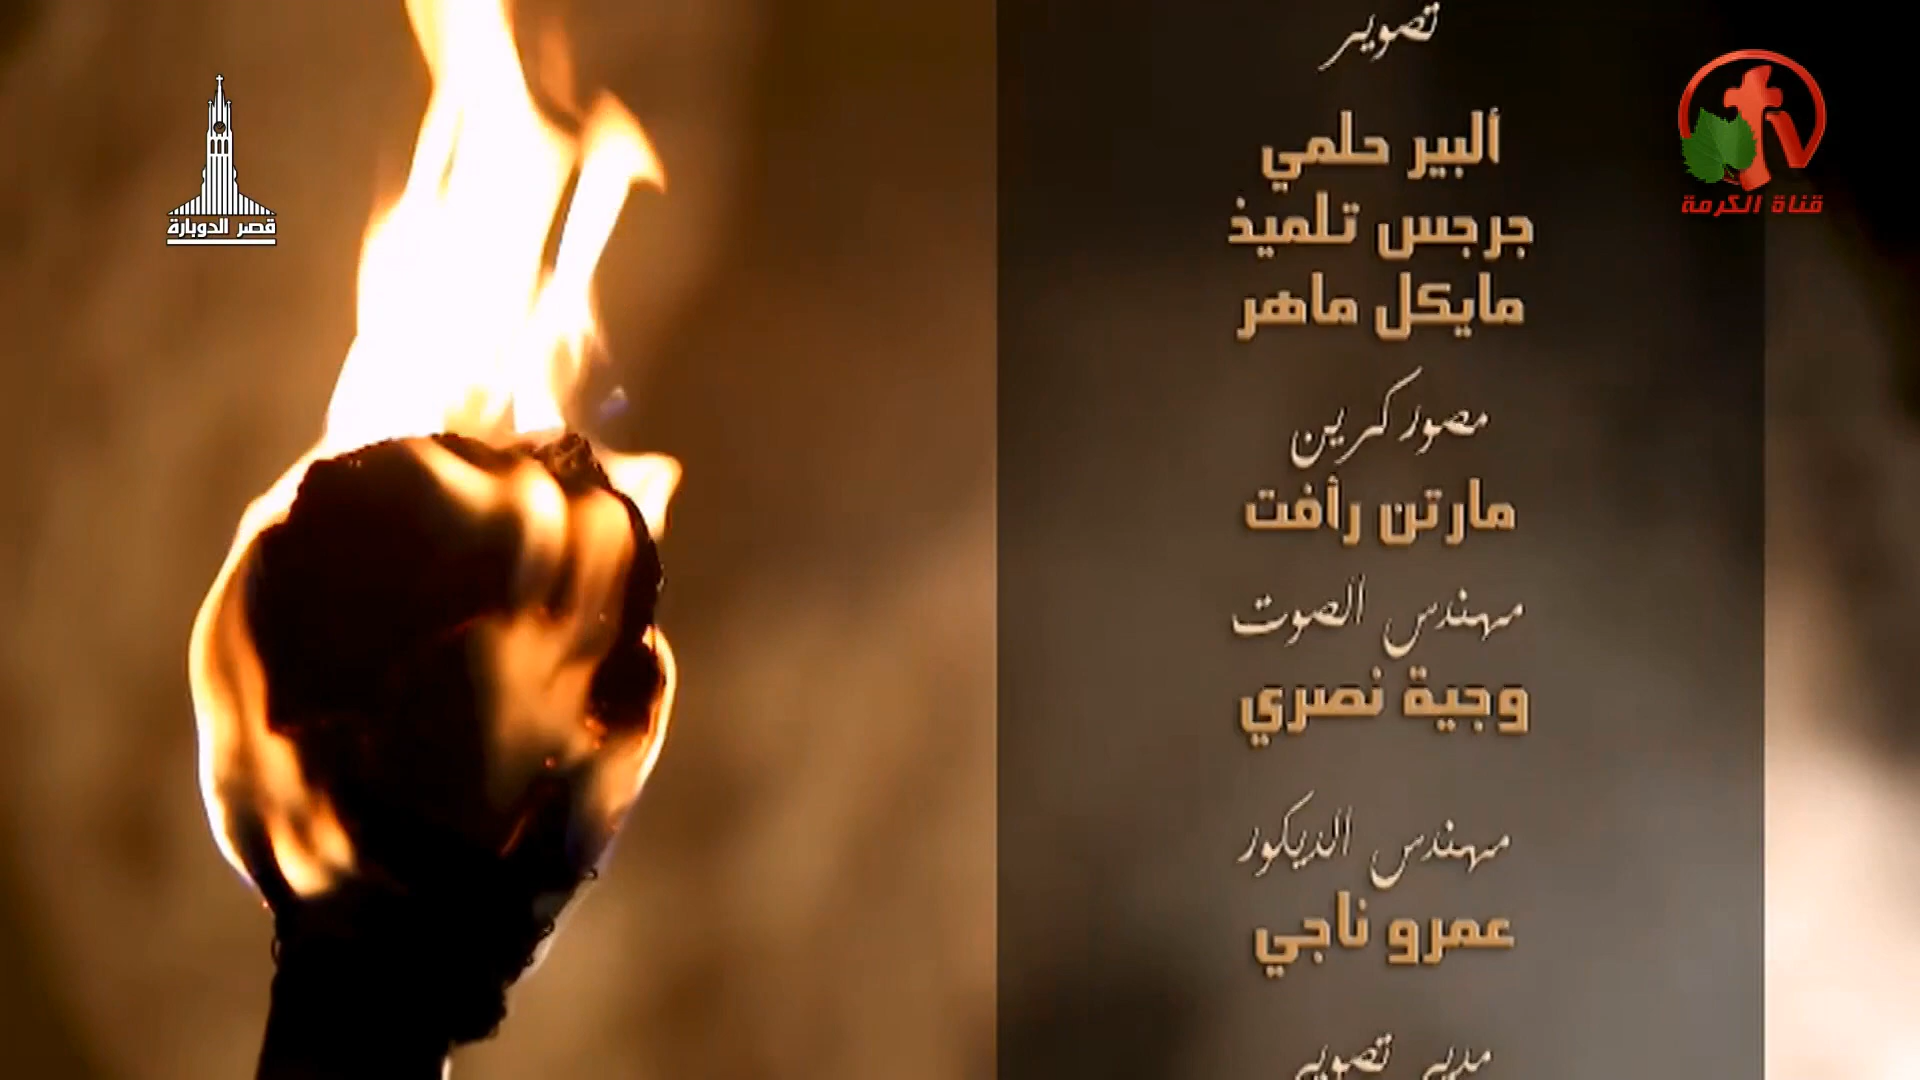 تصوير
ألبير حلمي
جرجس تلميذ
مايكل ماهر
مصور كرين
مارتن رأفت
مهندس الصوت
وجية نصري
مهندس الديكور
عمرو ناجي
مدير تصوير
قصر الدوبارة
tv
قناة الكرمة